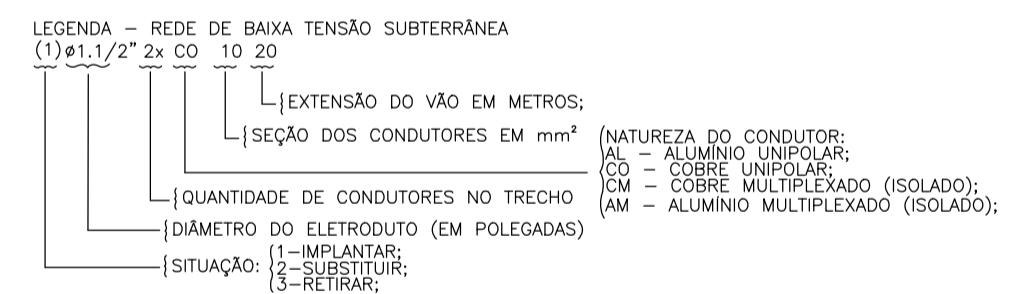 LEGENDA – REDE DE BAIXA TENSÃO SUBTERRÂNEA
(1)ø1.1/2" 2x CO 10 20
{EXTENSÃO DO VÃO EM METROS;
{SEÇÃO DOS CONDUTORES EM mm²
NATUREZA DO CONDUTOR:
AL – ALUMÍNIO UNIPOLAR;
CO – COBRE UNIPOLAR;
CM – COBRE MULTIPLEXADO (ISOLADO);
AM – ALUMÍNIO MULTIPLEXADO (ISOLADO);
{QUANTIDADE DE CONDUTORES NO TRECHO
{DIÂMETRO DO ELETRODUTO (EM POLEGADAS)
{SITUAÇÃO:
1–IMPLANTAR;
2–SUBSTITUIR;
3–RETIRAR;